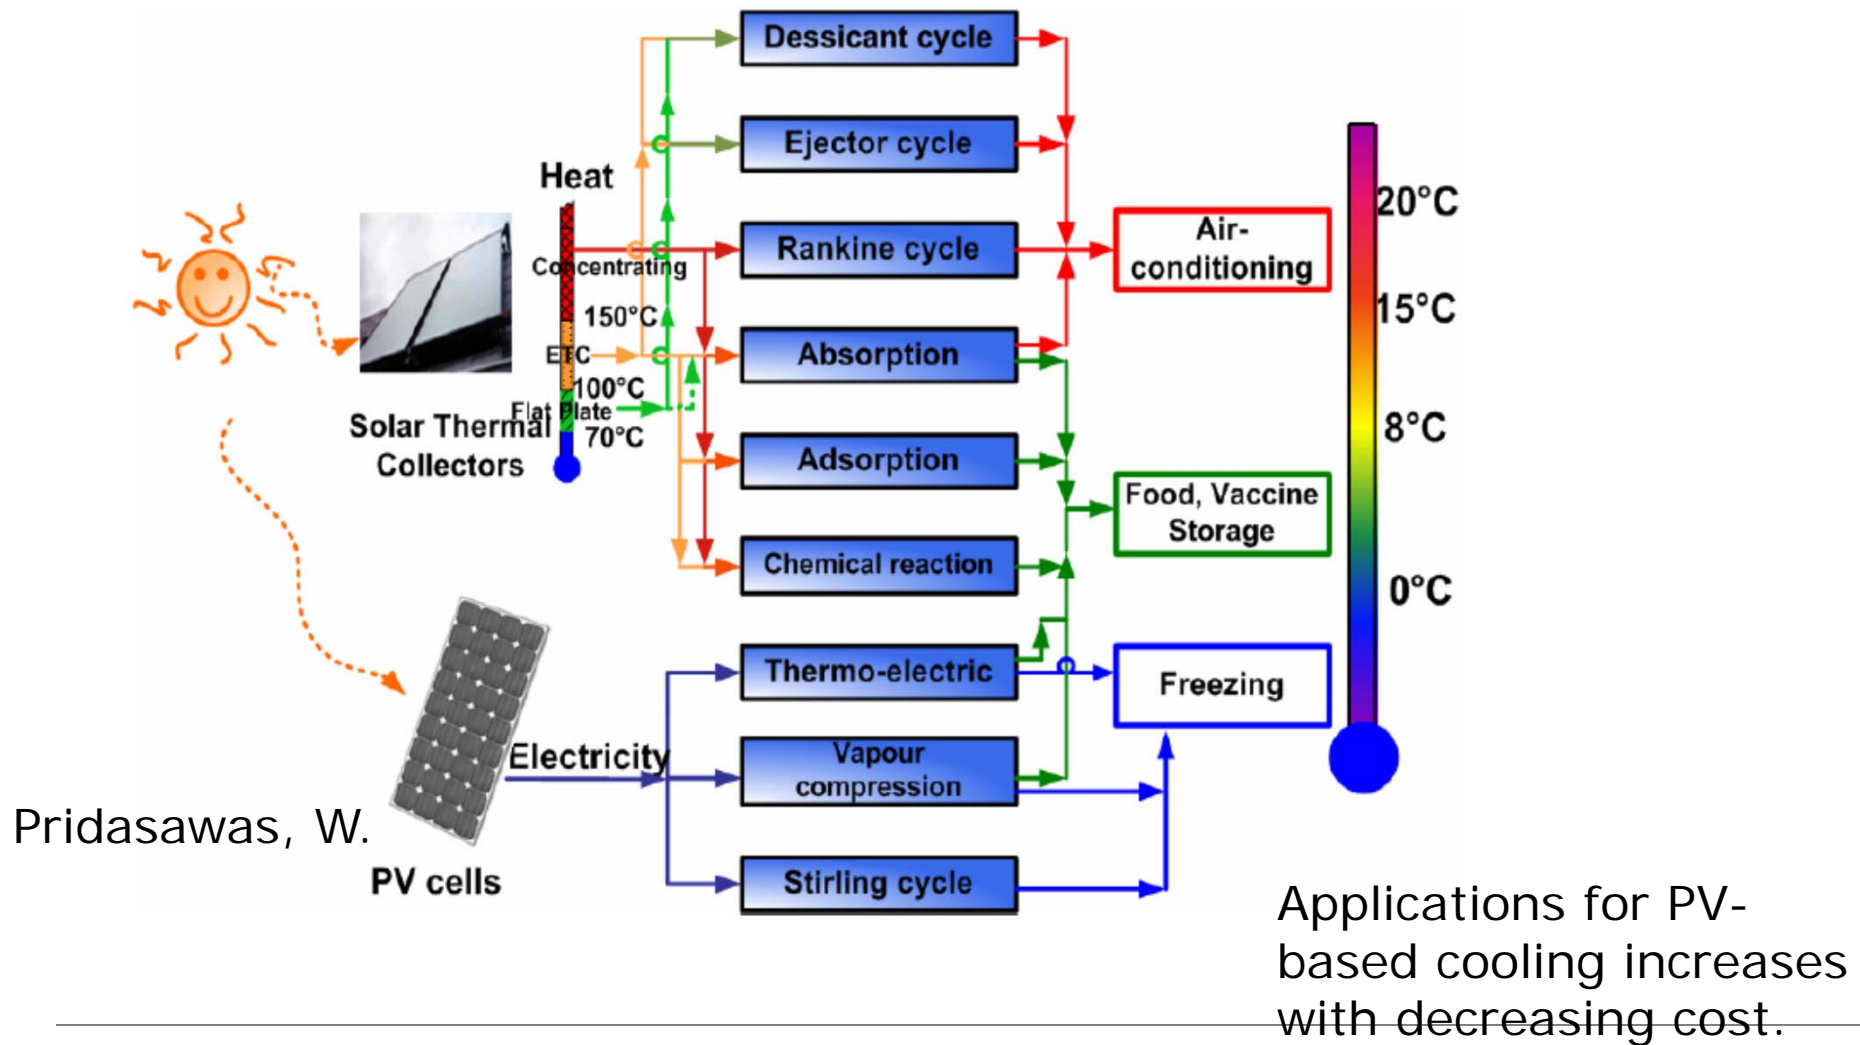 Dessicant cycle
Ejector cycle
Heat
Rankine cycle
Concentrating
150°C
ETC
100°C
Flat Plate
70°C
Solar Thermal
Collectors
Absorption
Adsorption
Chemical reaction
Air-
conditioning
Food, Vaccine
Storage
20°C
15°C
8°C
0°C
Thermo-electric
Freezing
Electricity
Vapour
compression
Stirling cycle
PV cells
Pridasawas, W.
Applications for PV-
based cooling increases
with decreasing cost.